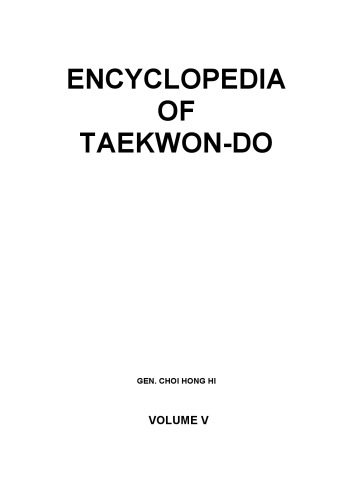 ENCYCLOPEDIA
OF
TAEKWON-DO
GEN. CHOI HONG HI
VOLUME V